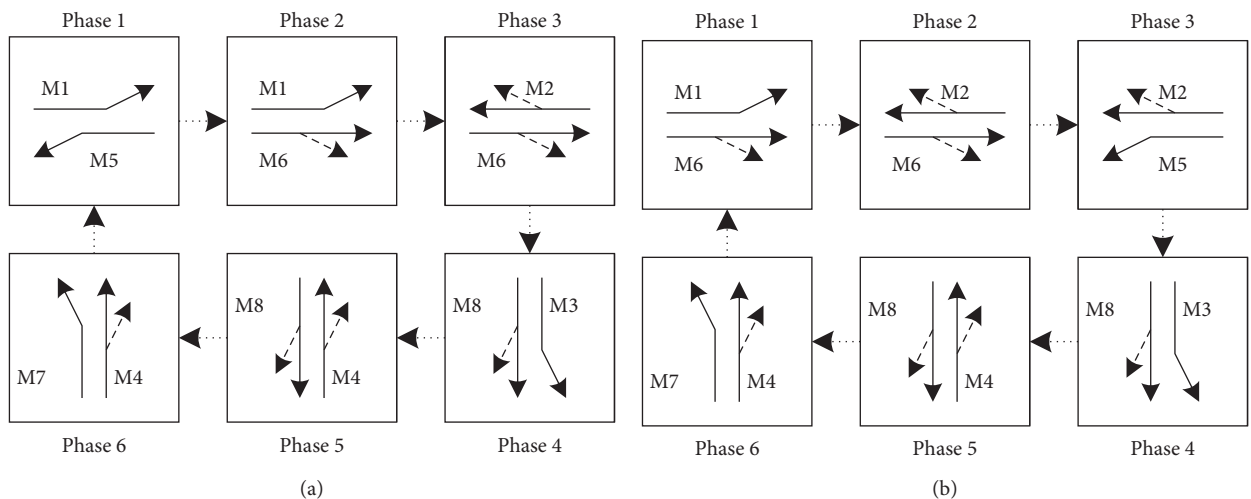 Phase 1
Phase 2
Phase 3
M1
M5
M1
M6
M2
M6
M7
M4
M8
M4
M8
M3
Phase 6
Phase 5
Phase 4
(a)
Phase 1
Phase 2
Phase 3
M1
M6
M2
M6
M2
M5
M7
M4
M8
M4
M8
M3
Phase 6
Phase 5
Phase 4
(b)